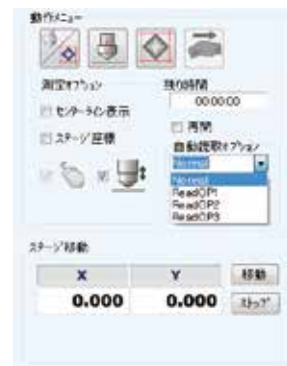 動作メニュー
測定オプション
残り時間
00:00:00
センターライン表示
再開
ステージ座標
自動読取オプション
Normal
Normal
ReadOP1
ReadOP2
ReadOP3
ステージ移動
X Y 移動
0.000 0.000 ストップ